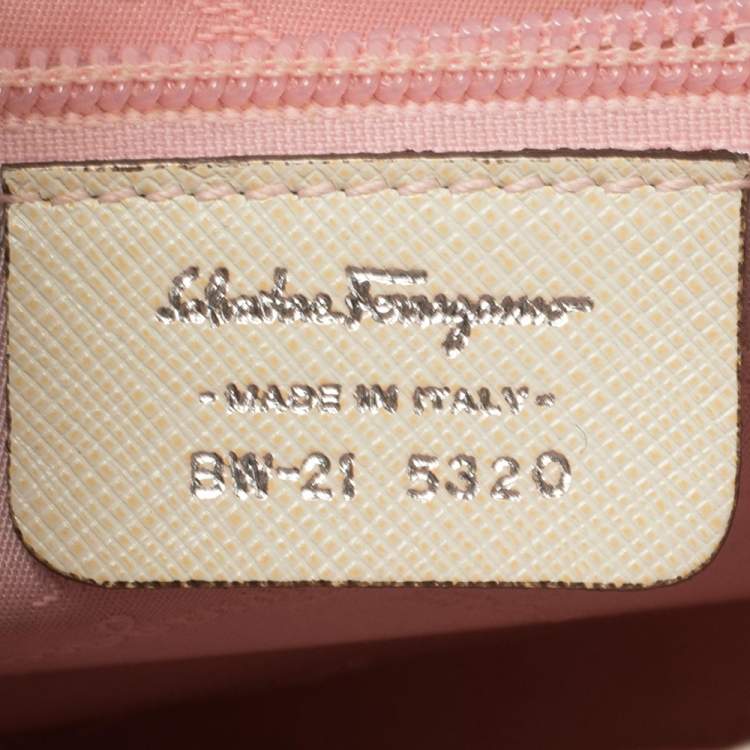 Salvatore Ferragamo
- MADE IN ITALY -
BW-21 5320